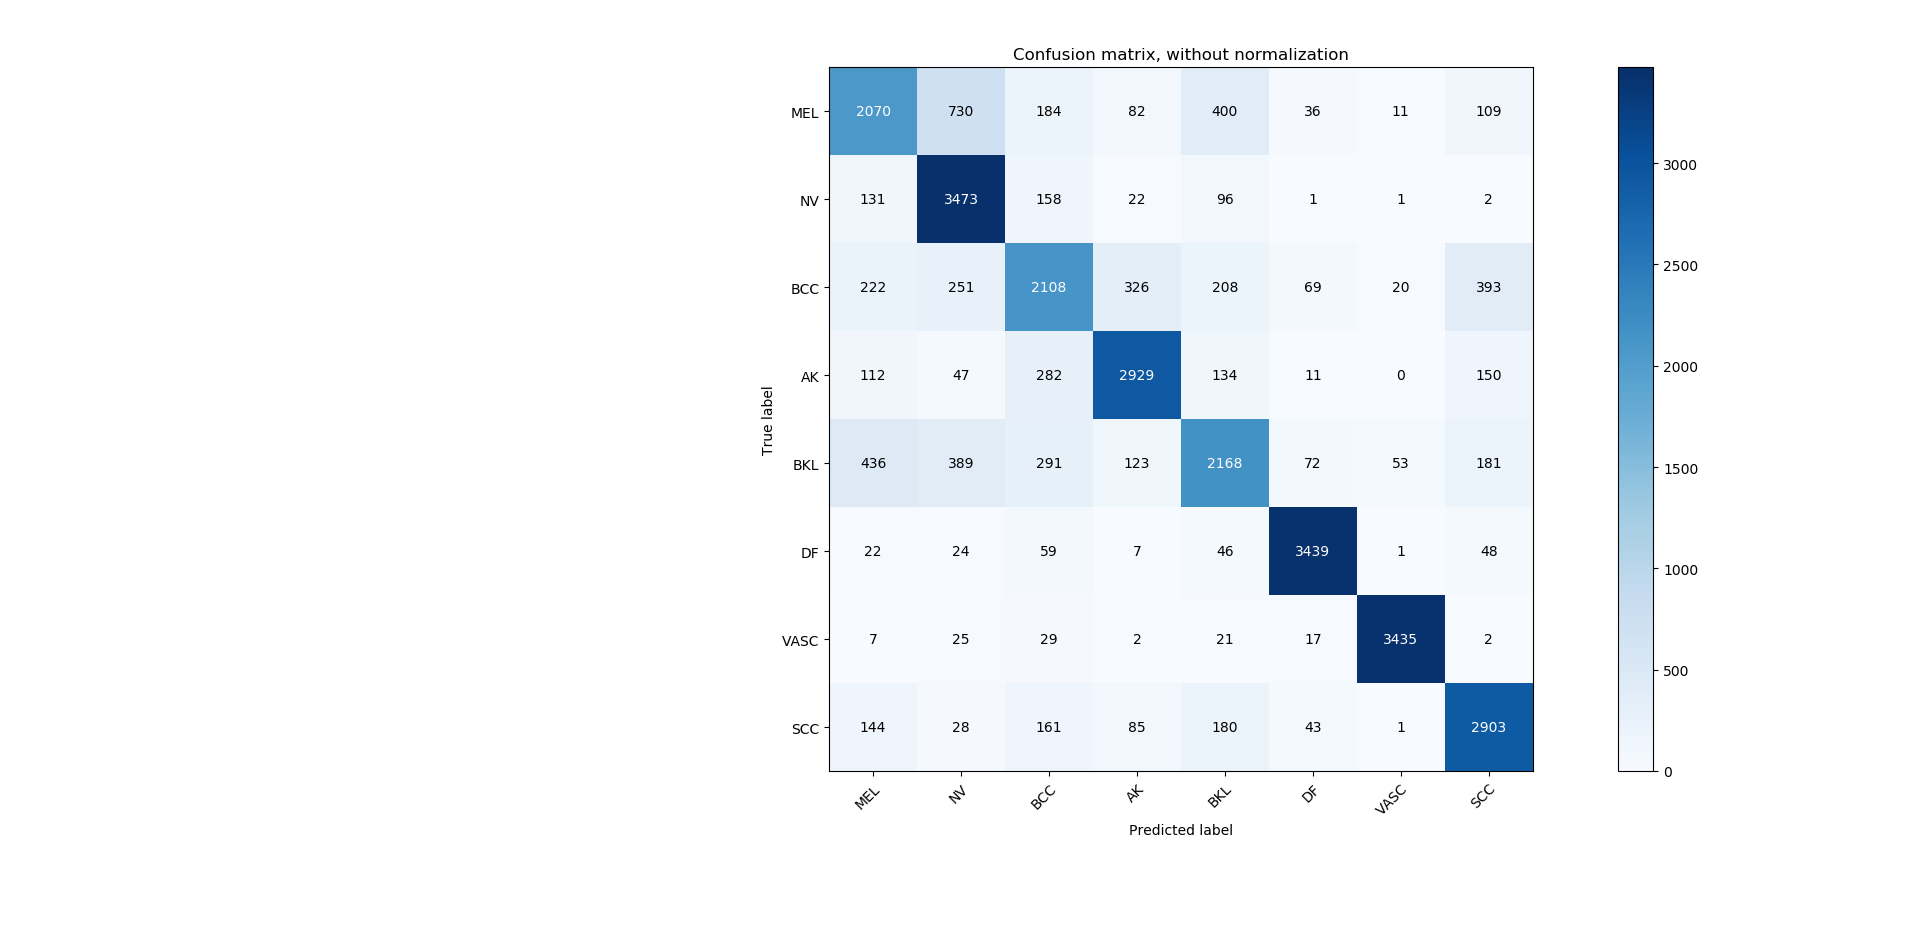 Confusion matrix, without normalization
True label
MEL 2070 730 184 82 400 36 11 109
NV 131 3473 158 22 96 1 1 2
BCC 222 251 2108 326 208 69 20 393
AK 112 47 282 2929 134 11 0 150
BKL 436 389 291 123 2168 72 53 181
DF 22 24 59 7 46 3439 1 48
VASC 7 25 29 2 21 17 3435 2
SCC 144 28 161 85 180 43 1 2903
MEL NV BCC AK BKL DF VASC SCC
Predicted label
3000
2500
2000
1500
1000
500
0